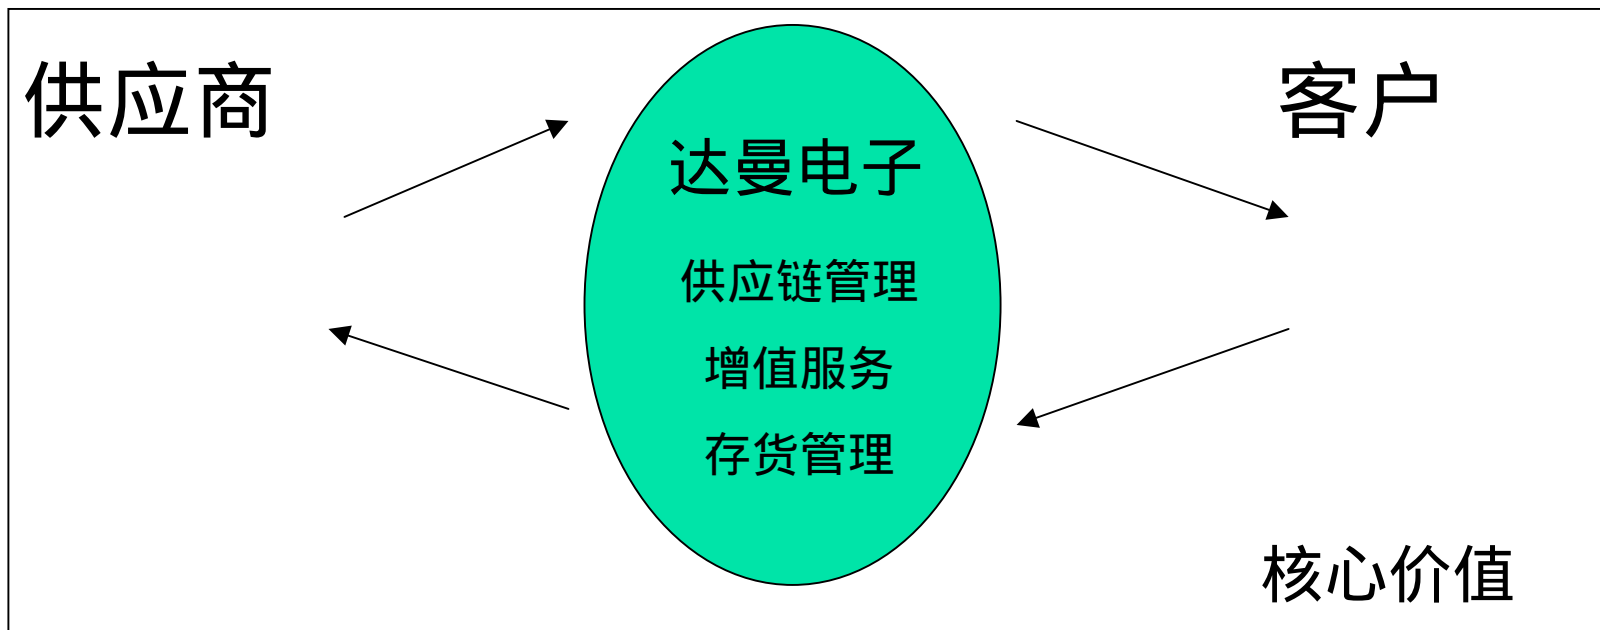 供应商
客户
达曼电子
供应链管理
增值服务
存货管理
核心价值